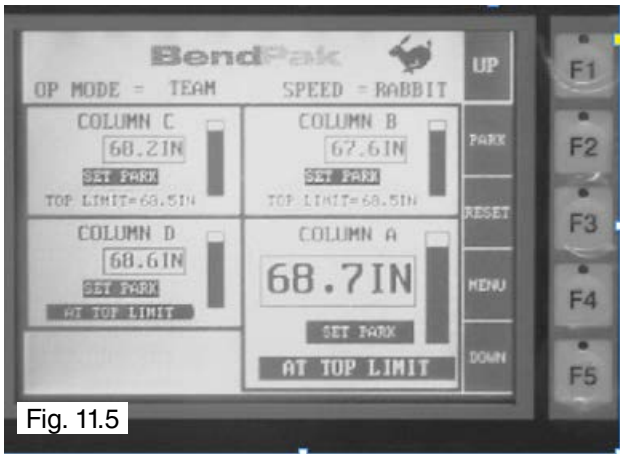 BendPak
OP MODE = TEAM SPEED = RABBIT
UP
PARK
RESET
MENU
DOWN
COLUMN C
68.2IN
SET PARK
TOP LIMIT=68.5IN
COLUMN B
67.6IN
SET PARK
TOP LIMIT=68.5IN
COLUMN D
68.6IN
SET PARK
AT TOP LIMIT
COLUMN A
68.7IN
SET PARK
AT TOP LIMIT
F1
F2
F3
F4
F5
Fig. 11.5